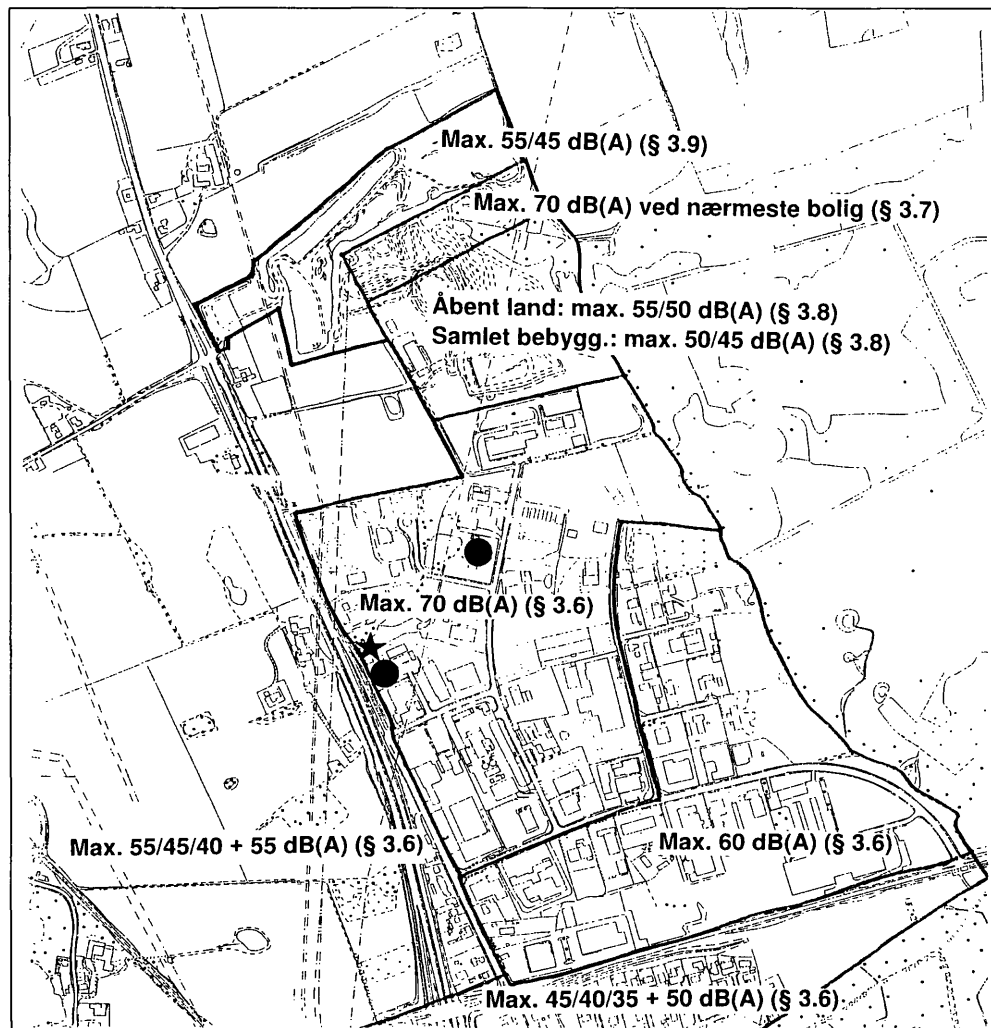 Max. 55/45 dB(A) (§ 3.9)
Max. 70 dB(A) ved nærmeste bolig (§ 3.7)
Åbent land: max. 55/50 dB(A) (§ 3.8)
Samlet bebygg.: max. 50/45 dB(A) (§ 3.8)
Max. 70 dB(A) (§ 3.6)
Max. 55/45/40 + 55 dB(A) (§ 3.6)
Max. 60 dB(A) (§ 3.6)
Max. 45/40/35 + 50 dB(A) (§ 3.6)